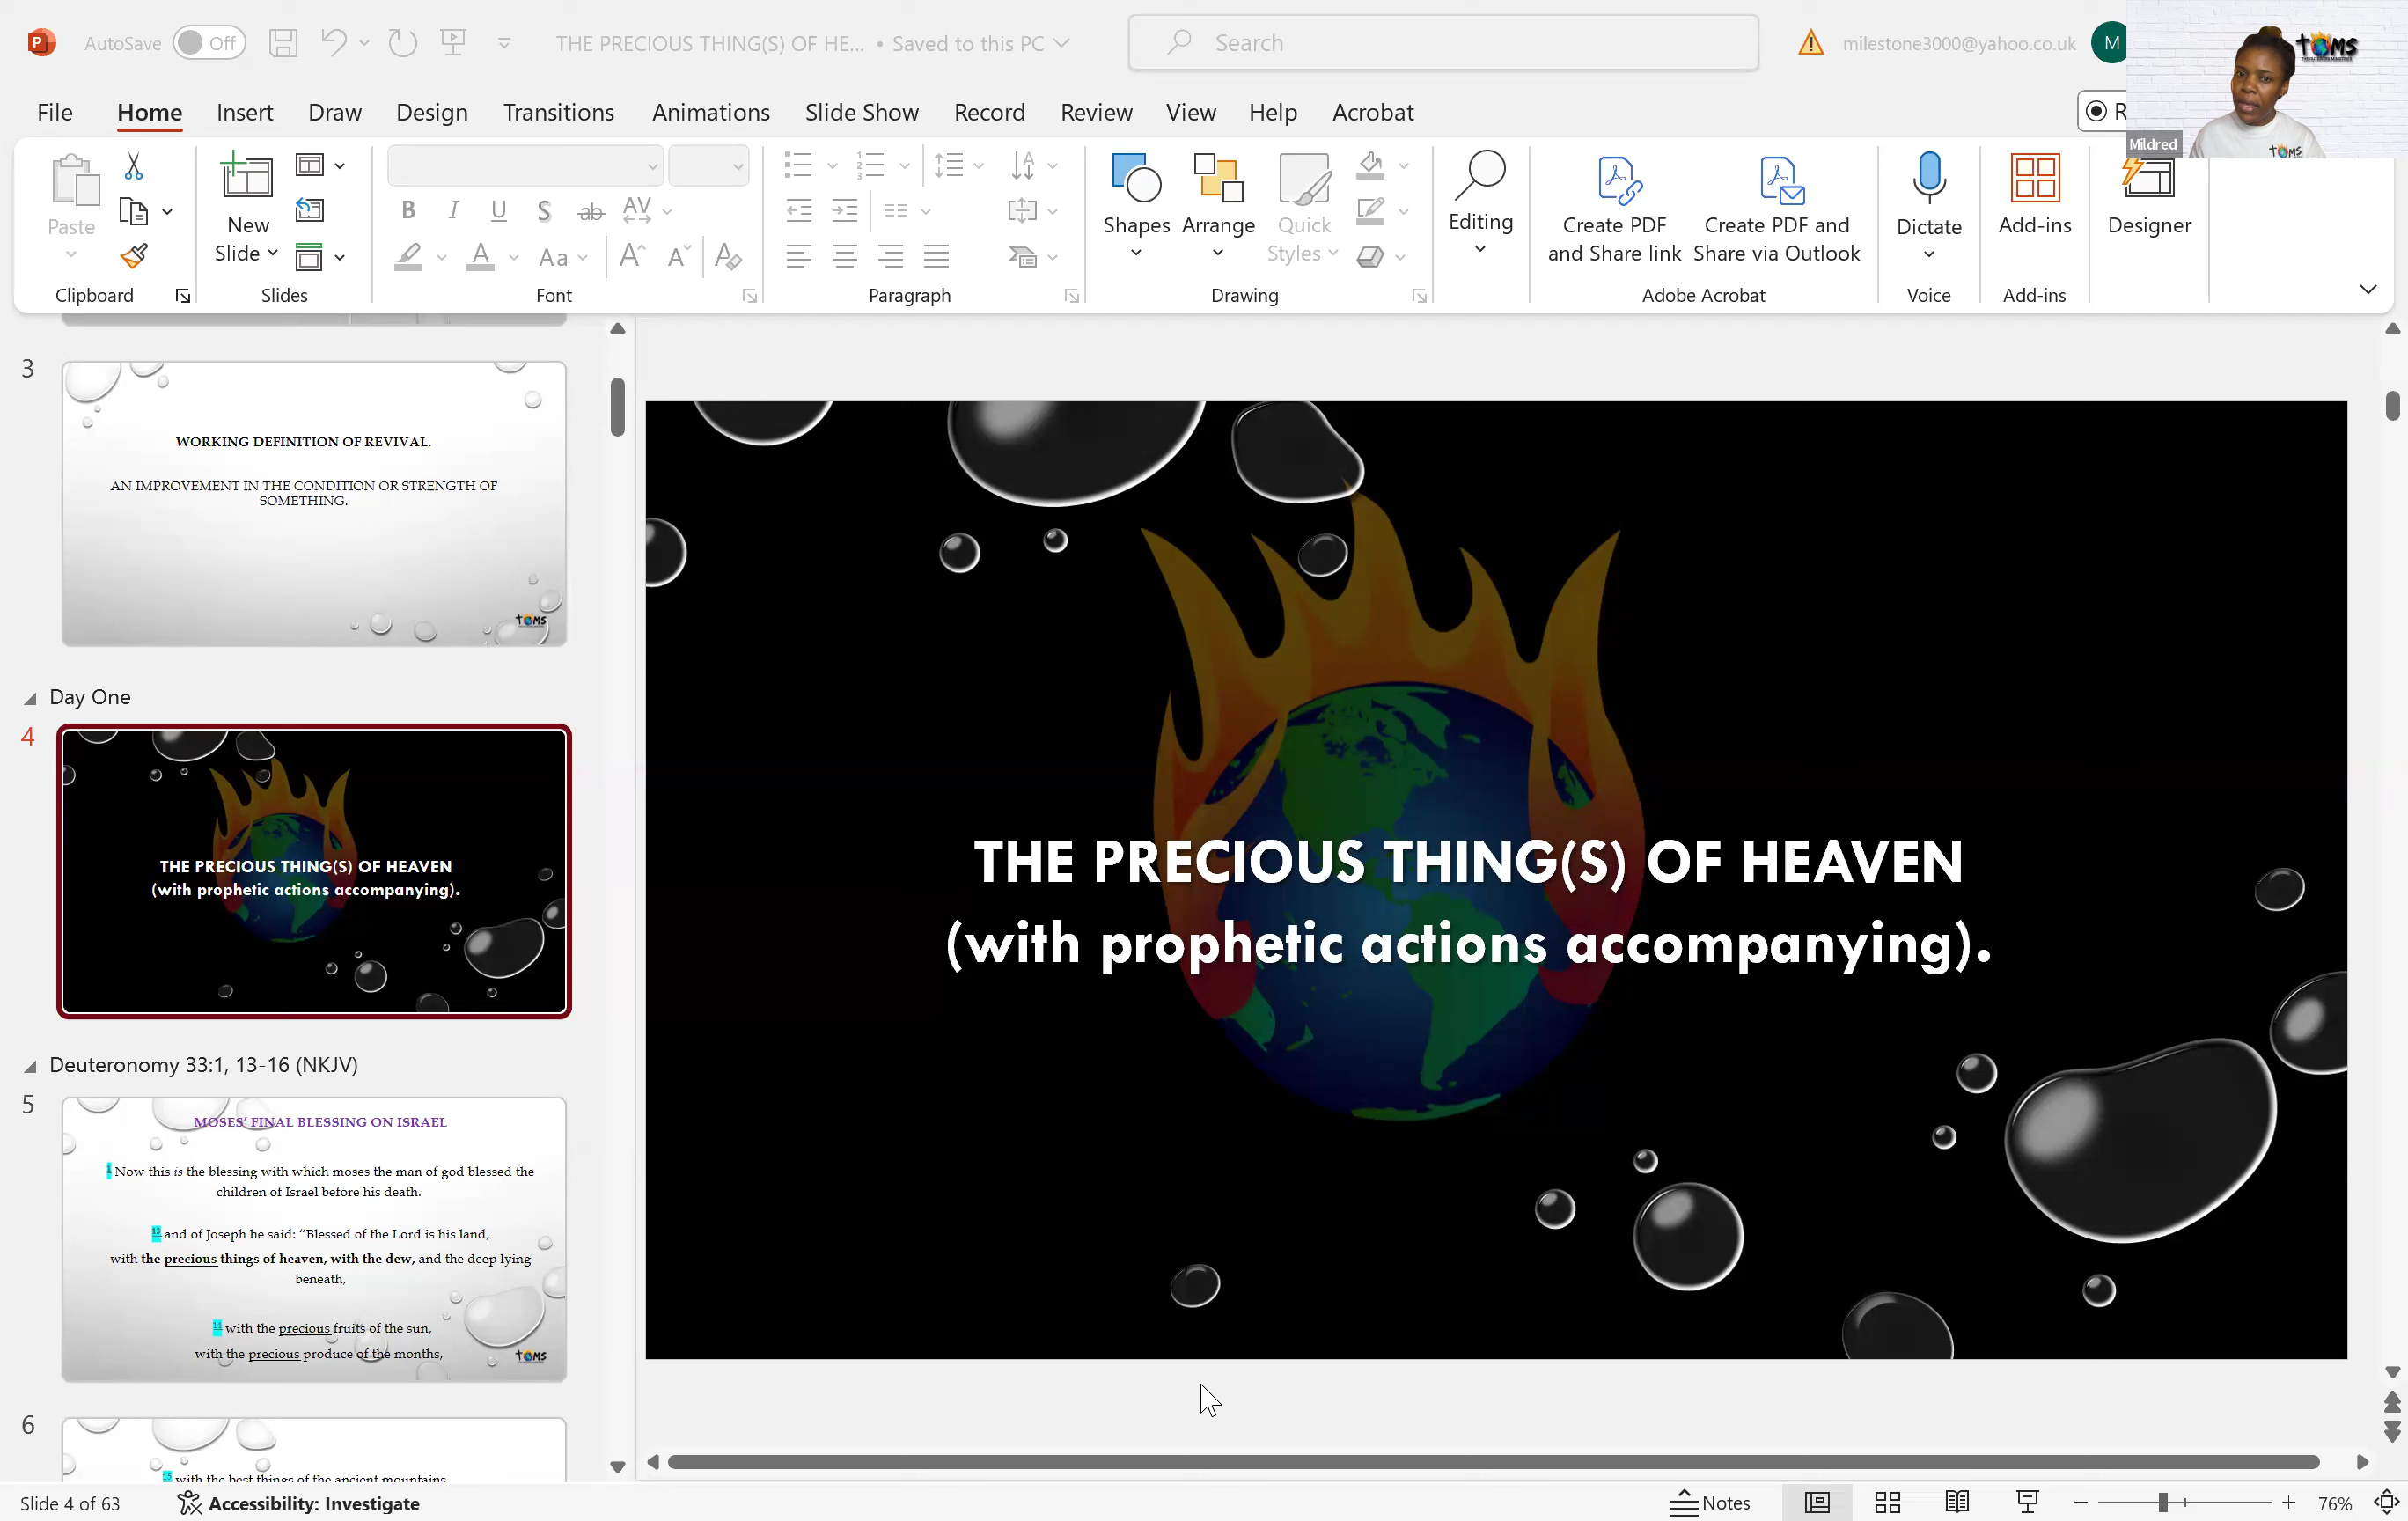 AutoSave
Off
THE PRECIOUS THING(S) OF HE... • Saved to this PC
Search
milestone3000@yahoo.co.uk
M
TOMS
Mildred
TOMS
File
Home
Insert
Draw
Design
Transitions
Animations
Slide Show
Record
Review
View
Help
Acrobat
Paste
New
Slide
Clipboard
Slides
Font
Paragraph
Shapes
Arrange
Quick
Styles
Drawing
Editing
Create PDF
and Share link
Create PDF and
Share via Outlook
Adobe Acrobat
Dictate
Voice
Add-ins
Add-ins
Designer
3
WORKING DEFINITION OF REVIVAL.
AN IMPROVEMENT IN THE CONDITION OR STRENGTH OF
SOMETHING.
TOMS
Day One
4
THE PRECIOUS THING(S) OF HEAVEN
(with prophetic actions accompanying).
Deuteronomy 33:1, 13-16 (NKJV)
5
MOSES' FINAL BLESSING ON ISRAEL
1 Now this is the blessing with which moses the man of god blessed the
children of Israel before his death.
13 and of Joseph he said: “Blessed of the Lord is his land,
with the precious things of heaven, with the dew, and the deep lying
beneath,
14 with the precious fruits of the sun,
with the precious produce of the months,
TOMS
6
15 with the best things of the ancient mountains
THE PRECIOUS THING(S) OF HEAVEN
(with prophetic actions accompanying).
Slide 4 of 63
Accessibility: Investigate
Notes
76%